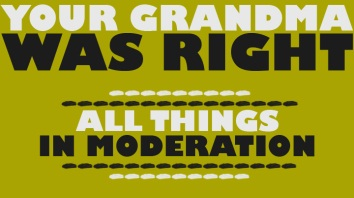 YOUR GRANDMA
WAS RIGHT
ALL THINGS
IN MODERATION